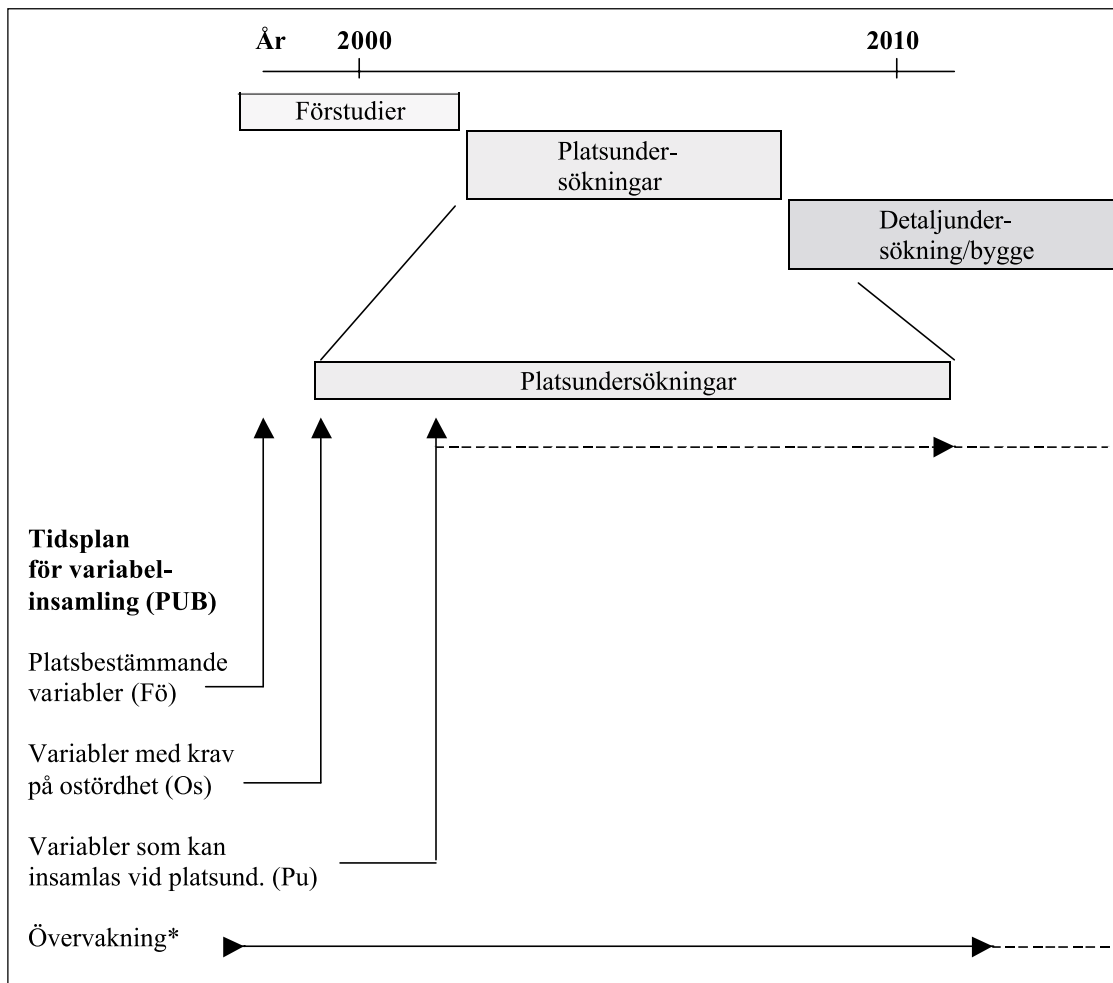 År 2000 2010
Förstudier
Platsunder-
sökningar
Detaljunder-
sökning/bygge
Platsundersökningar
Tidsplan
för variabel-
insamling (PUB)
Platsbestämmande
variabler (Fö)
Variabler med krav
på ostördhet (Os)
Variabler som kan
insamlas vid platsund. (Pu)
Övervakning*